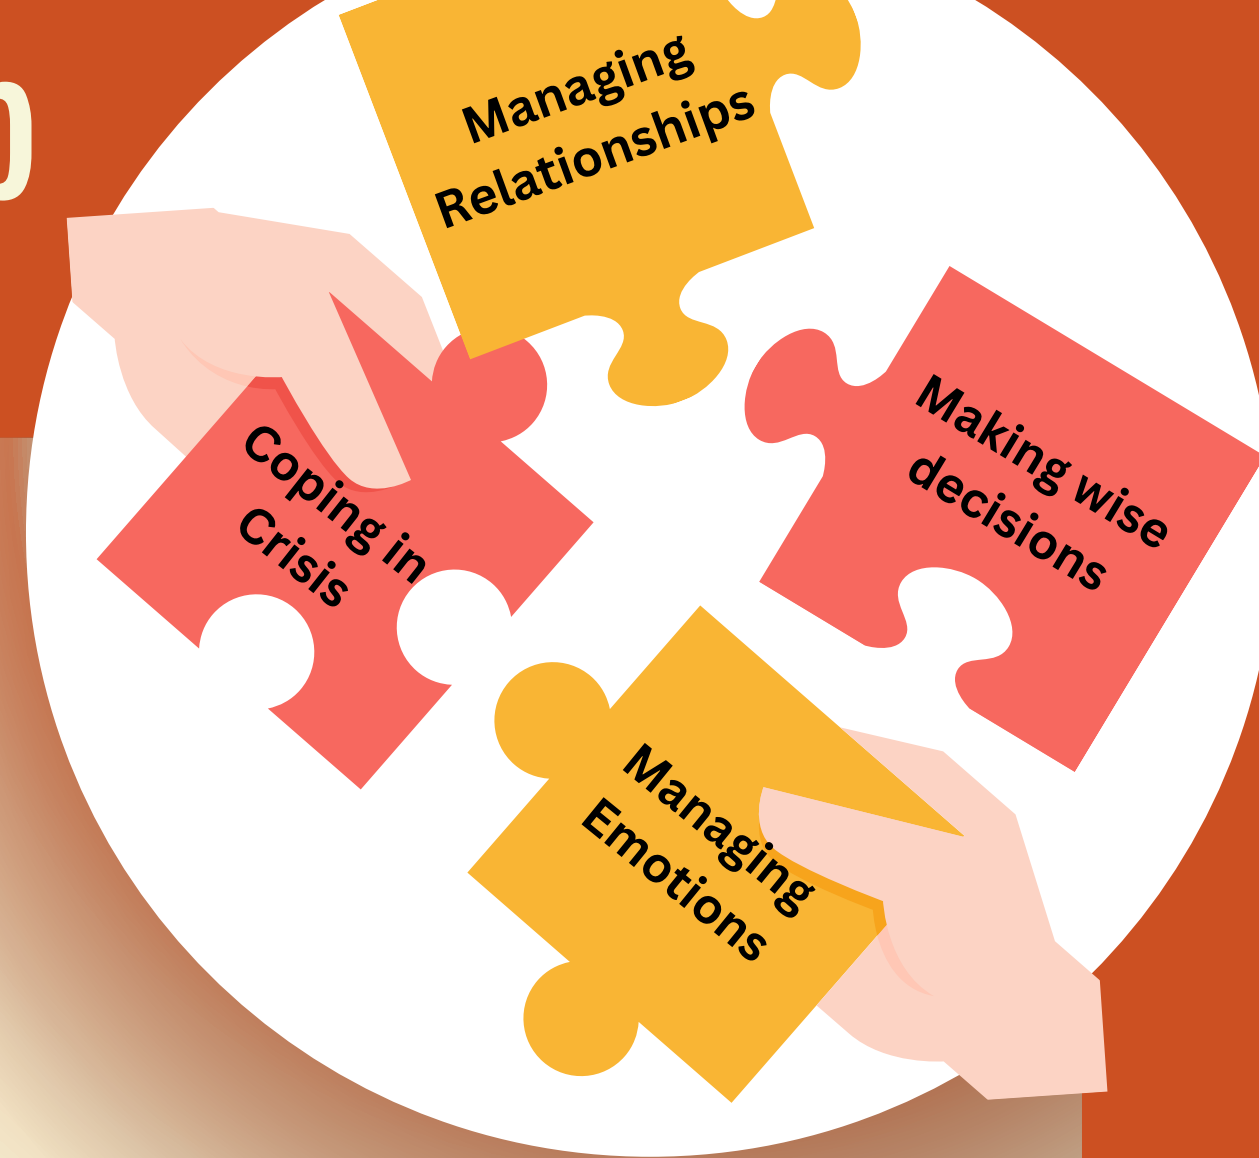 Managing
Relationships
Making wise
decisions
Coping in
Crisis
Managing
Emotions